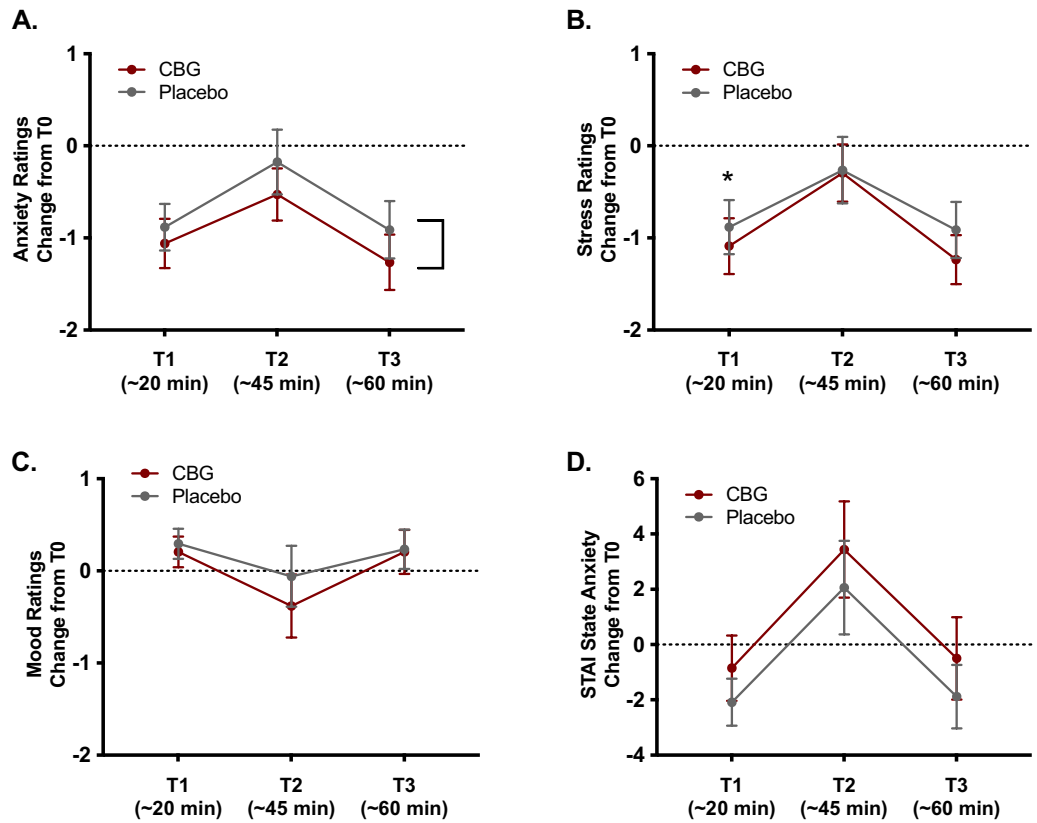 A.
Anxiety Ratings
Change from T0
1
0
-1
-2
CBG
Placebo
T1
(~20 min)
T2
(~45 min)
T3
(~60 min)
B.
Stress Ratings
Change from T0
1
0
-1
-2
CBG
Placebo
*
T1
(~20 min)
T2
(~45 min)
T3
(~60 min)
C.
Mood Ratings
Change from T0
1
0
-1
-2
CBG
Placebo
T1
(~20 min)
T2
(~45 min)
T3
(~60 min)
D.
STAI State Anxiety
Change from T0
6
4
2
0
-2
-4
CBG
Placebo
T1
(~20 min)
T2
(~45 min)
T3
(~60 min)